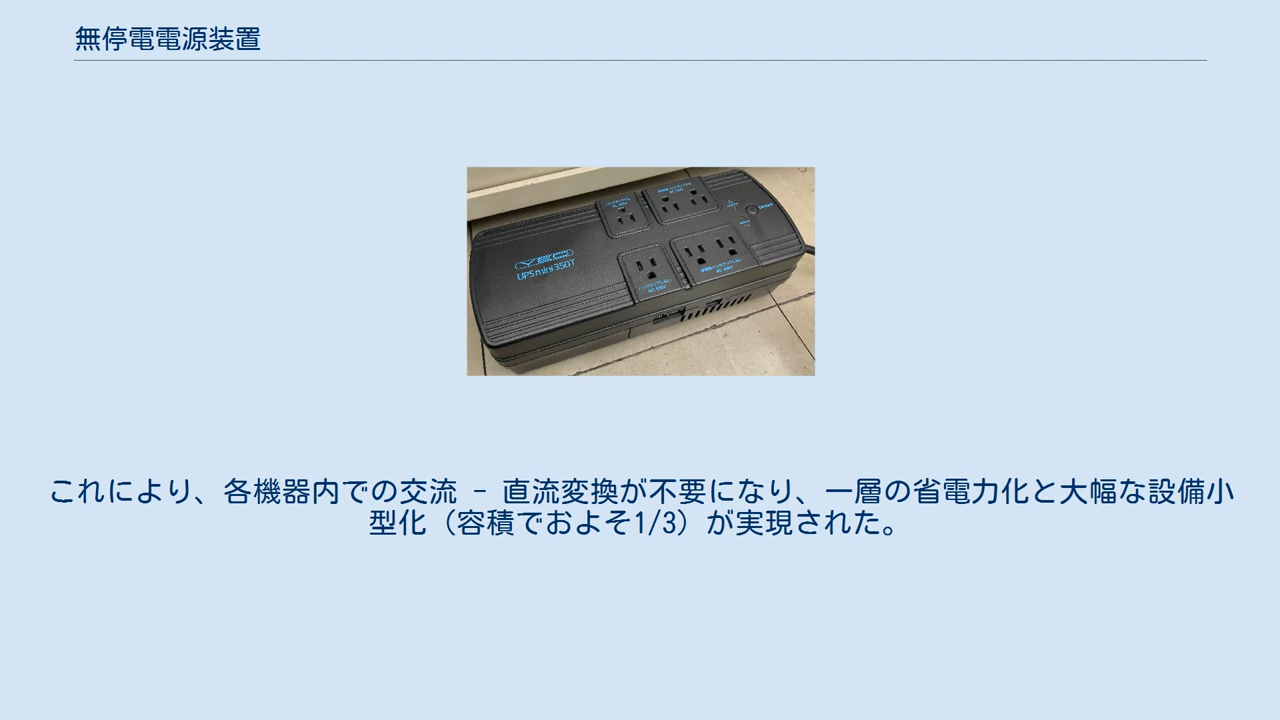 無停電電源装置
UPSmini350T
これにより、各機器内での交流 - 直流変換が不要になり、一層の省電力化と大幅な設備小
型化（容積でおよそ1/3）が実現された。